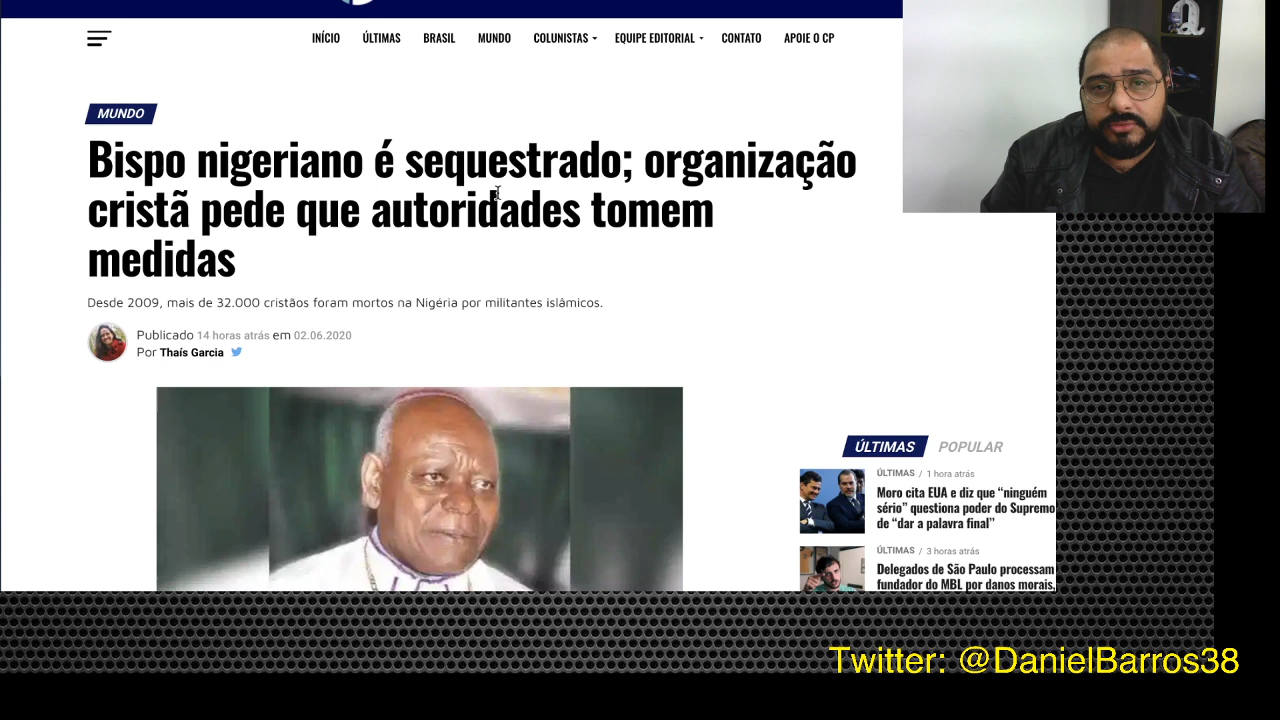 INÍCIO ÚLTIMAS BRASIL MUNDO COLUNISTAS EQUIPE EDITORIAL CONTATO APOIE O CP
MUNDO
Bispo nigeriano é sequestrado; organização
cristã pede que autoridades tomem
medidas
Desde 2009, mais de 32.000 cristãos foram mortos na Nigéria por militantes islâmicos.
Publicado 14 horas atrás em 02.06.2020
Por Thaís Garcia
ÚLTIMAS POPULAR
ÚLTIMAS / 1 hora atrás
Moro cita EUA e diz que “ninguém
sério” questiona poder do Supremo
de “dar a palavra final”
ÚLTIMAS / 3 horas atrás
Delegados de São Paulo processam
fundador do MBL por danos morais,
Twitter: @DanielBarros38